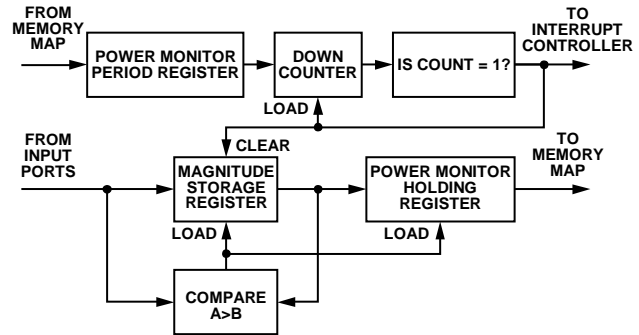 FROM
MEMORY
MAP
POWER MONITOR
PERIOD REGISTER
DOWN
COUNTER
IS COUNT = 1?
TO
INTERRUPT
CONTROLLER
LOAD
CLEAR
FROM
INPUT
PORTS
MAGNITUDE
STORAGE
REGISTER
POWER MONITOR
HOLDING
REGISTER
TO
MEMORY
MAP
LOAD
LOAD
COMPARE
A>B